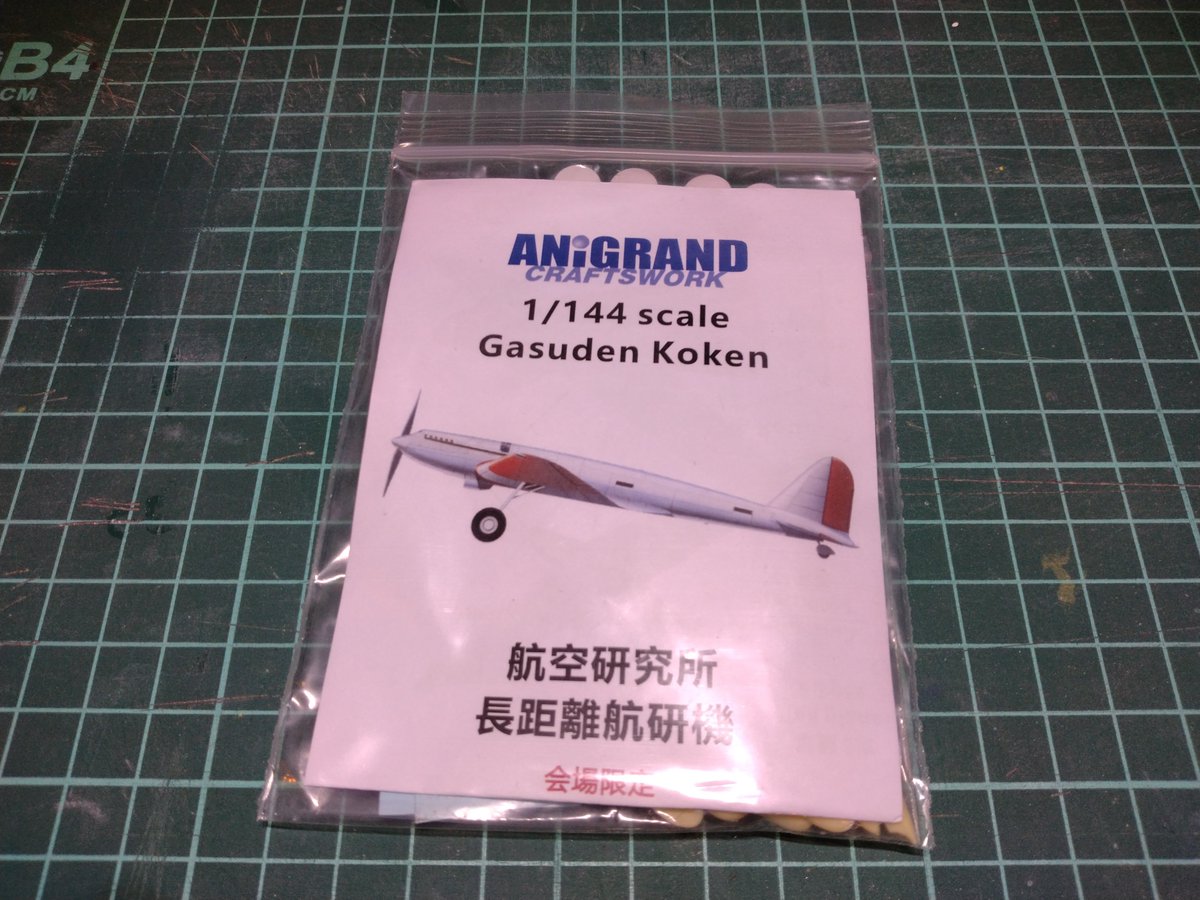 B4
CM
ANiGRAND
CRAFTSWORK
1/144 scale
Gasuden Koken
航空研究所
長距離航研機
会場限定